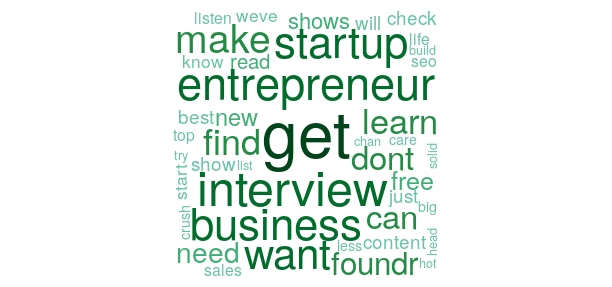 listen weve shows will check
make startup life
build
know read seo
entrepreneur
best new learn
top find get chan care
try show list dont solid
start interview free
just big
crush business can
head
need want less content
sales foundr hot